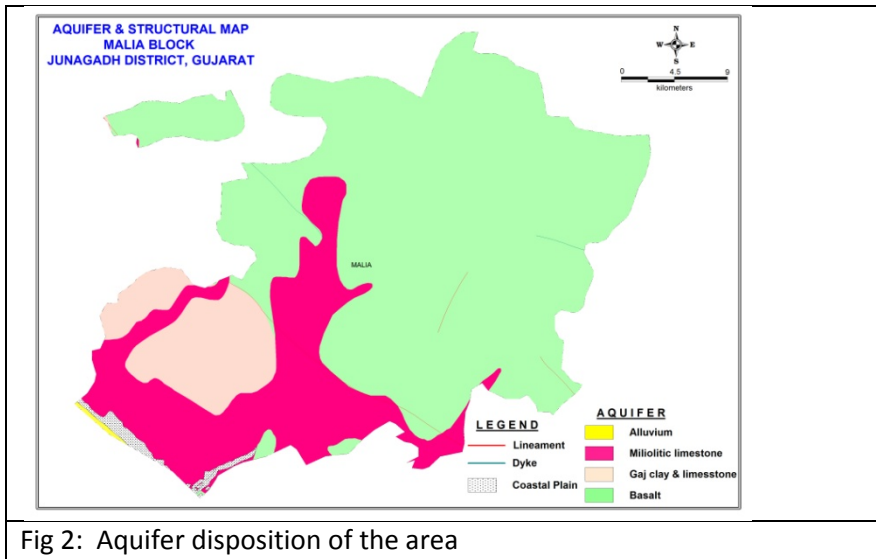 AQUIFER & STRUCTURAL MAP
MALIA BLOCK
JUNAGADH DISTRICT, GUJARAT
N
W E
S
0 4.5 9
kilometers
MALIA
LEGEND
Lineament
Dyke
Coastal Plain
AQUIFER
Alluvium
Miliolitic limestone
Gaj clay & limesstone
Basalt
Fig 2: Aquifer disposition of the area